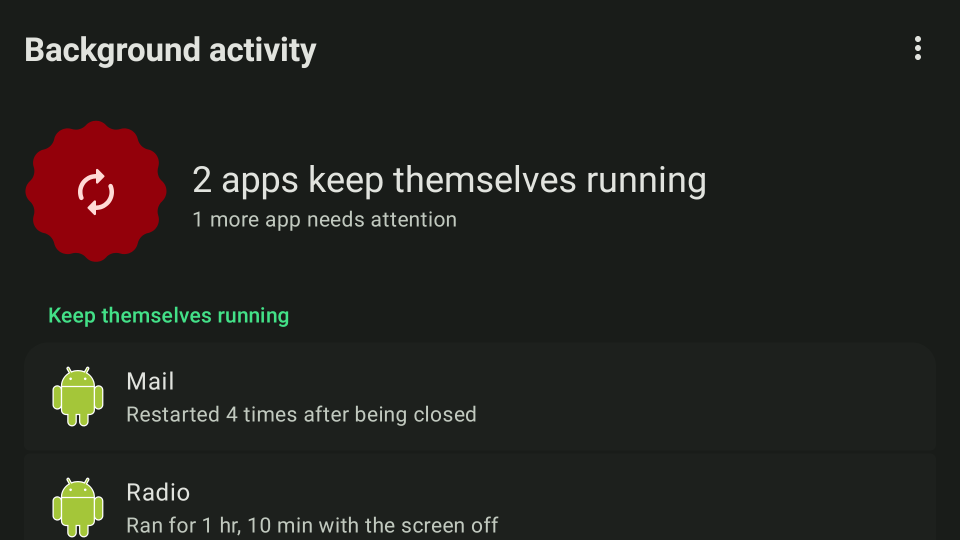 Background activity
2 apps keep themselves running
1 more app needs attention
Keep themselves running
Mail
Restarted 4 times after being closed
Radio
Ran for 1 hr, 10 min with the screen off